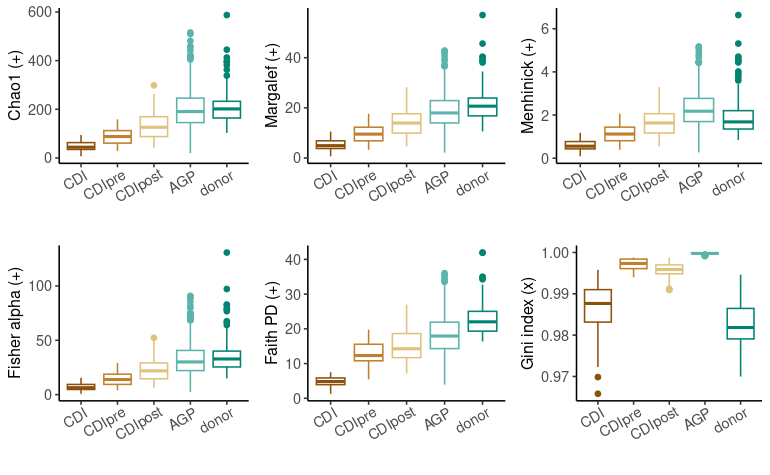 Chao1 (+)
600
400
200
0
CDI CDIpre CDIpost AGP donor
Margalef (+)
40
20
0
CDI CDIpre CDIpost AGP donor
Menhinick (+)
6
4
2
0
CDI CDIpre CDIpost AGP donor
Fisher alpha (+)
100
50
0
CDI CDIpre CDIpost AGP donor
Faith PD (+)
40
30
20
10
0
CDI CDIpre CDIpost AGP donor
Gini index (x)
1.00
0.99
0.98
0.97
CDI CDIpre CDIpost AGP donor